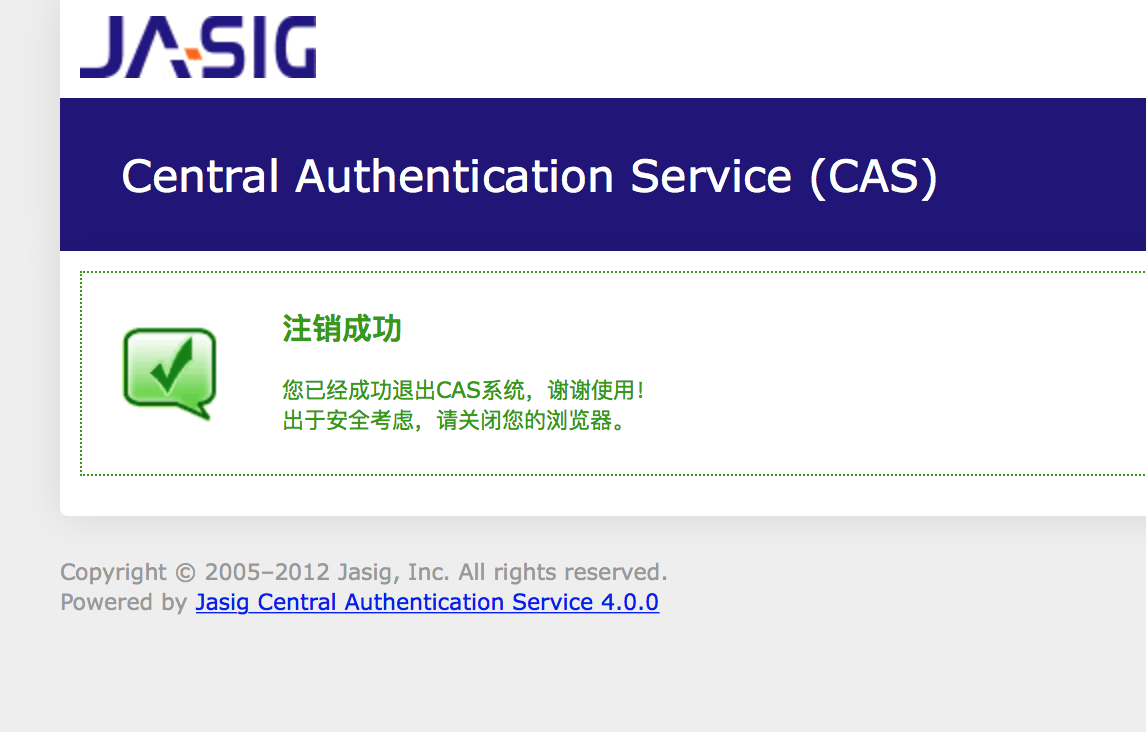 JA-SIG
Central Authentication Service (CAS)
注销成功
您已经成功退出CAS系统，谢谢使用！
出于安全考虑，请关闭您的浏览器。
Copyright © 2005–2012 Jasig, Inc. All rights reserved.
Powered by Jasig Central Authentication Service 4.0.0